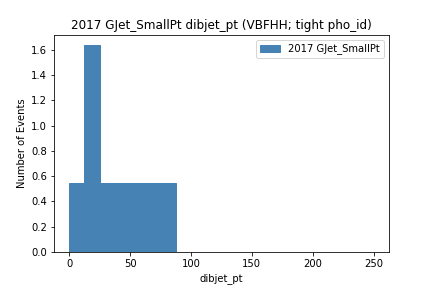 2017 GJet_SmallPt dibjet_pt (VBFHH; tight pho_id)
2017 GJet_SmallPt
Number of Events
1.6
1.4
1.2
1.0
0.8
0.6
0.4
0.2
0.0
0 50 100 150 200 250
dibjet_pt